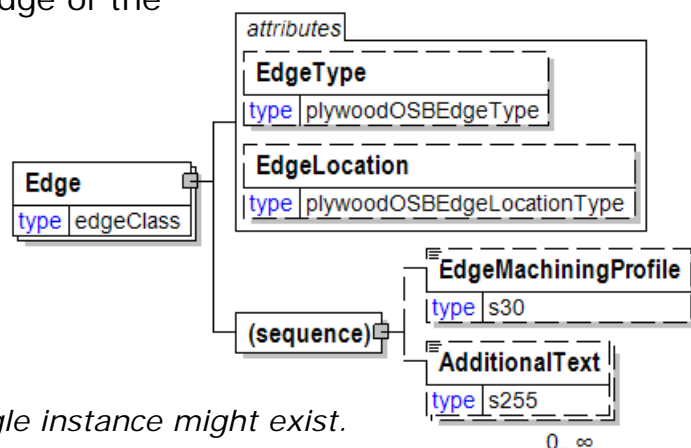 dge of the
attributes
EdgeType
type plywoodOSBEdgeType
EdgeLocation
type plywoodOSBEdgeLocationType
Edge
type edgeClass
EdgeMachiningProfile
type s30
(sequence)
AdditionalText
type s255
gle instance might exist.
0..∞